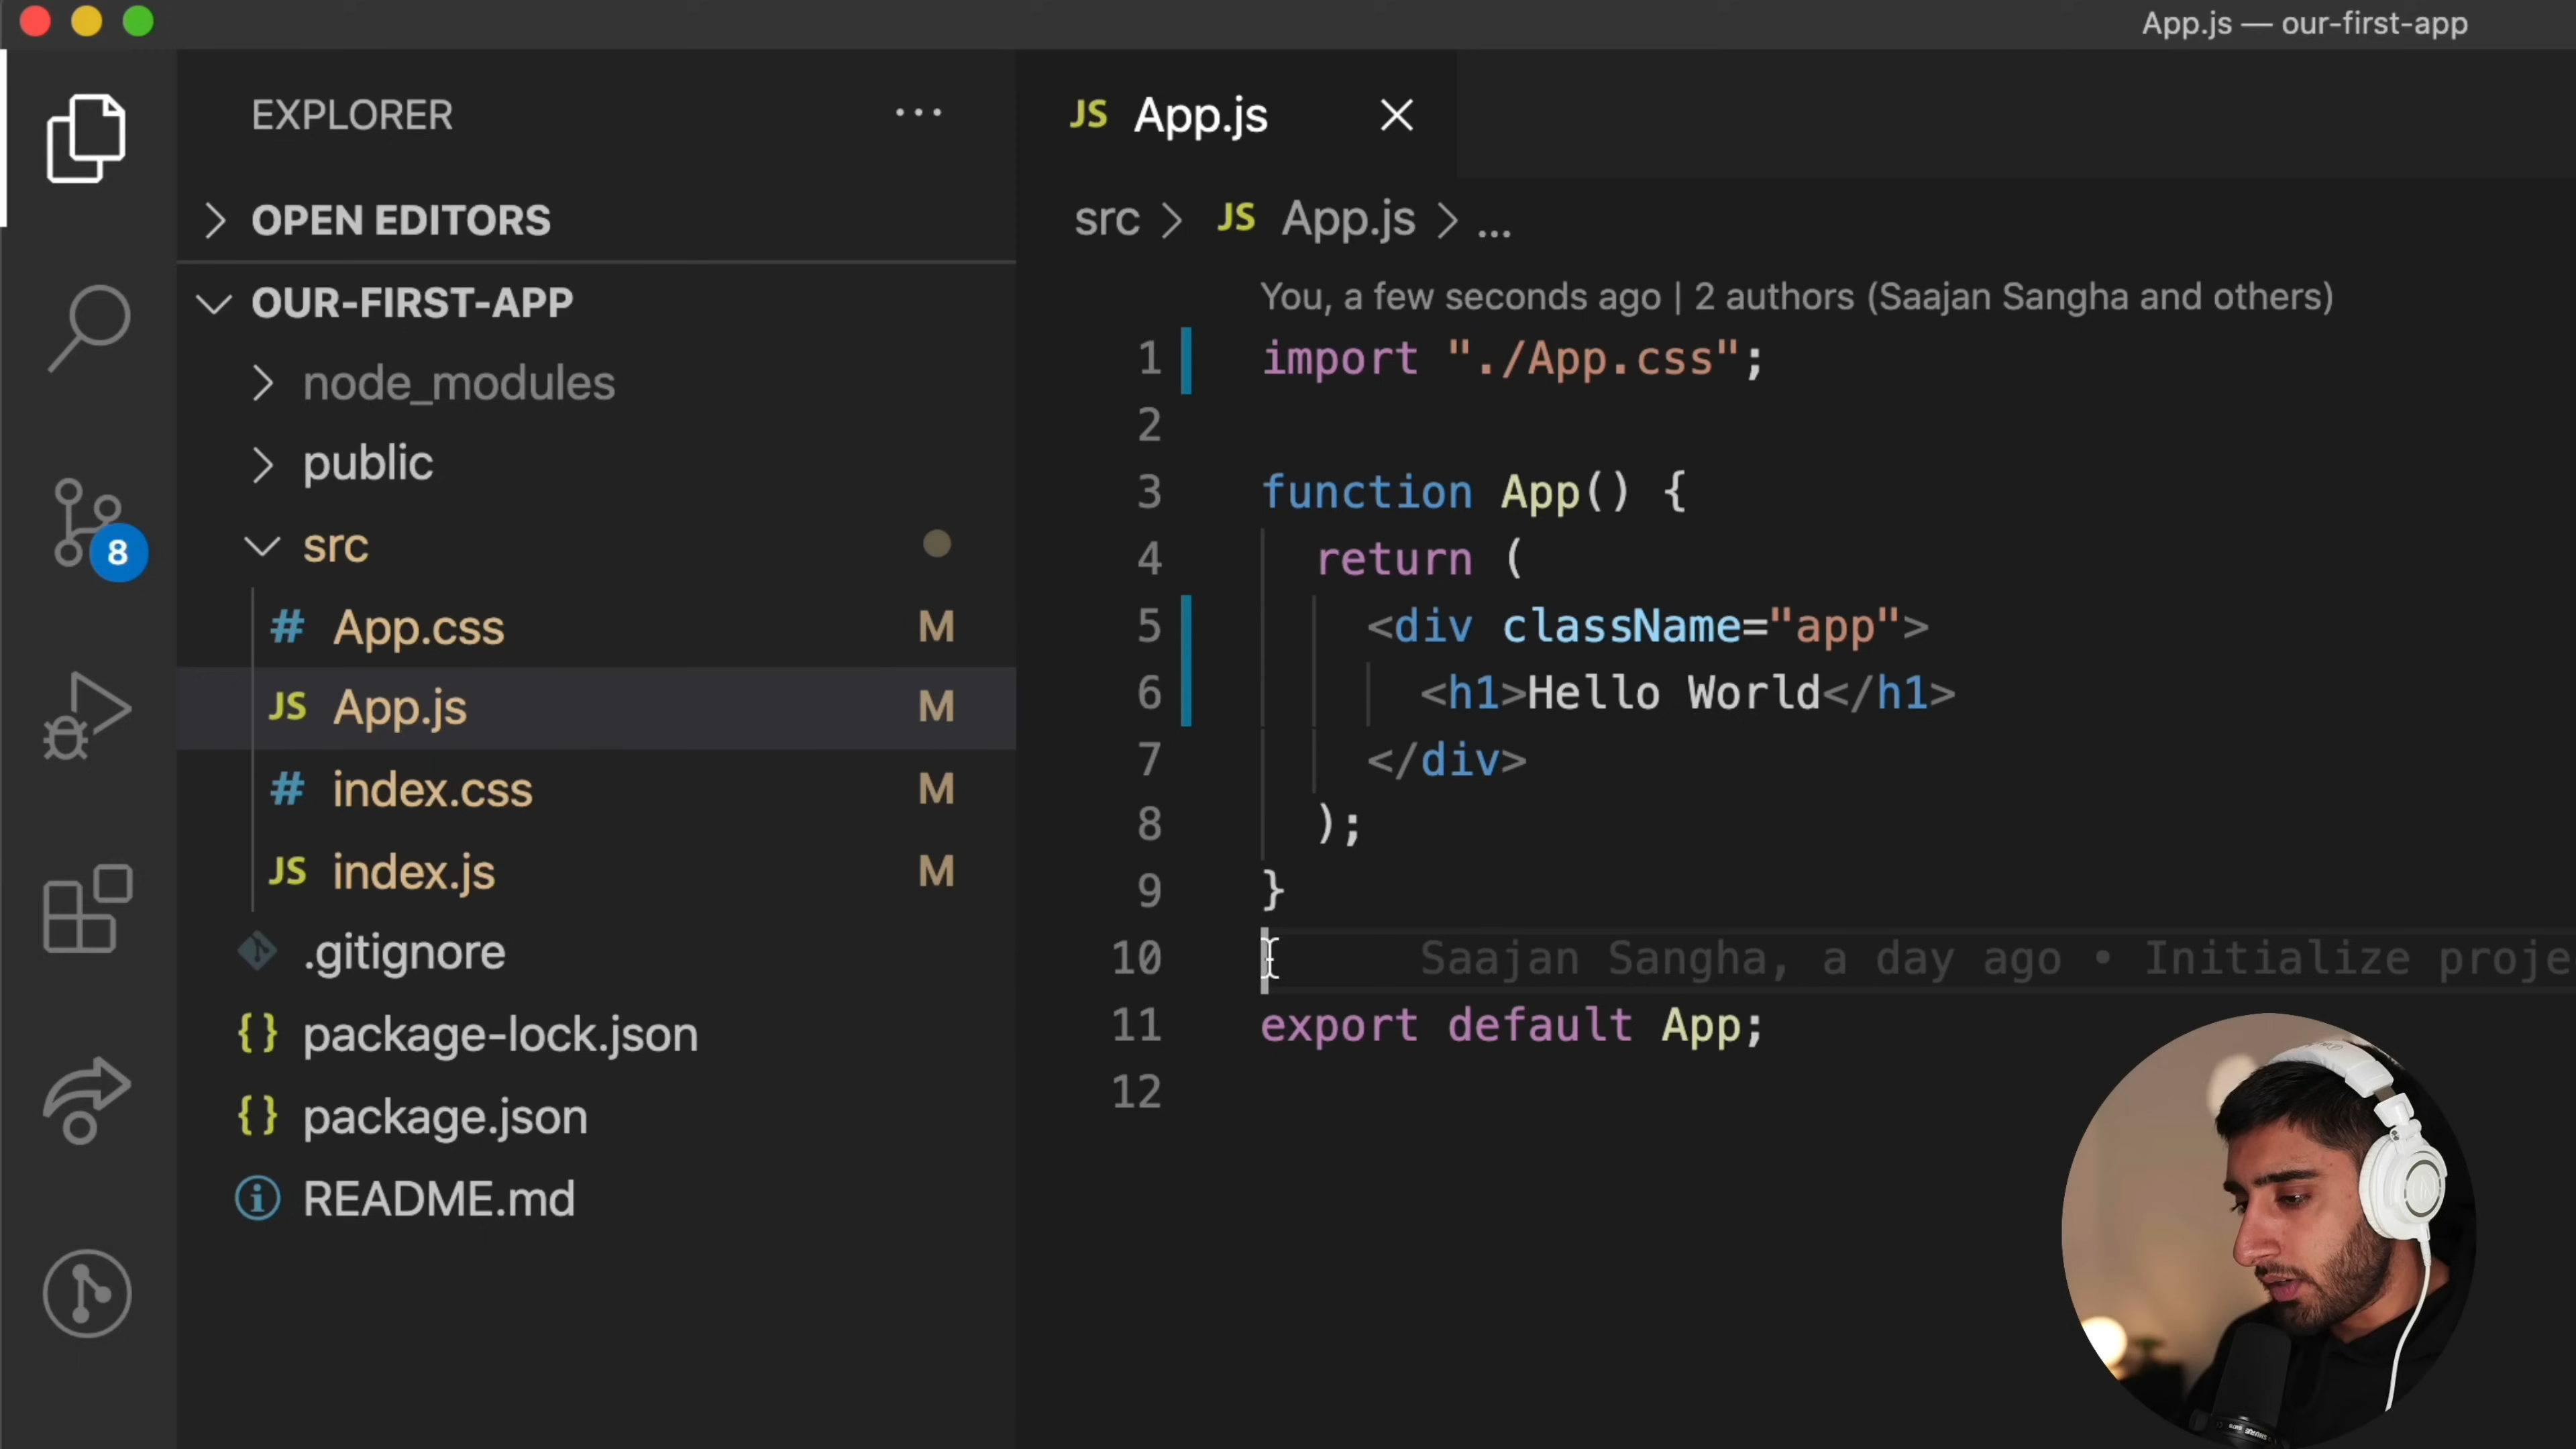 App.js — our-first-app
EXPLORER
...
OPEN EDITORS
OUR-FIRST-APP
node_modules
public
src
# App.css M
JS App.js M
# index.css M
JS index.js M
.gitignore
{} package-lock.json
{} package.json
README.md
8
JS App.js
src > JS App.js > ...
You, a few seconds ago | 2 authors (Saajan Sangha and others)
1 import "./App.css";
2
3 function App() {
4 return (
5 <div className="app">
6 <h1>Hello World</h1>
7 </div>
8 );
9 }
10 Saajan Sangha, a day ago • Initialize proje
11 export default App;
12